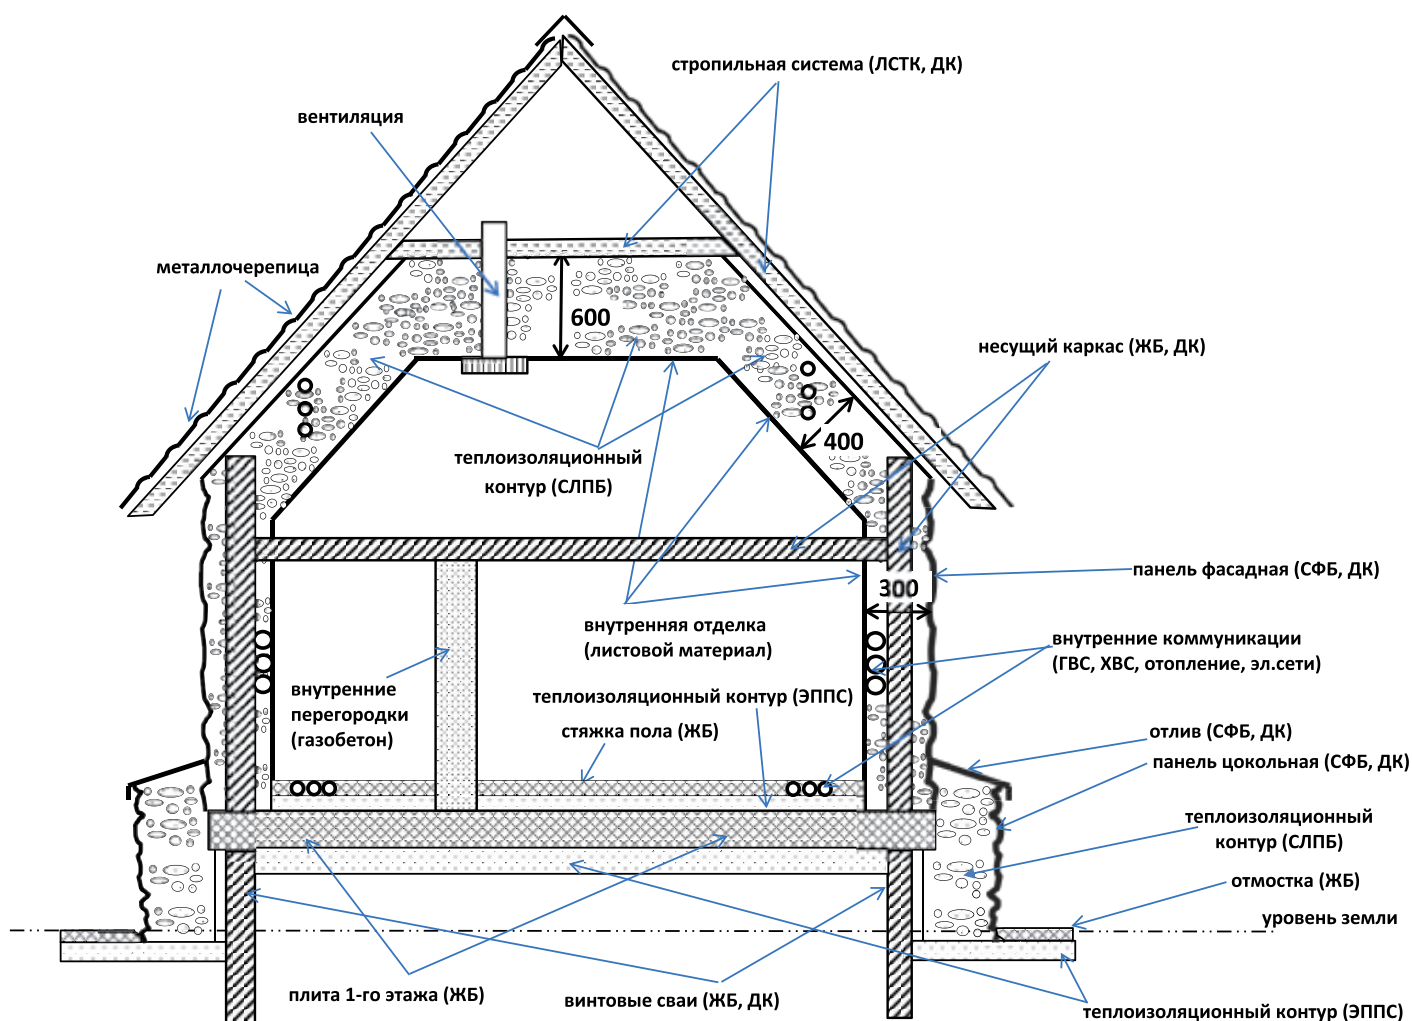 стропильная система (ЛСТК, ДК)
вентиляция
металлочерепица
600
несущий каркас (ЖБ, ДК)
400
теплоизоляционный
контур (СЛПБ)
панель фасадная (СФБ, ДК)
300
внутренняя отделка
(листовой материал)
внутренние коммуникации
(ГВС, ХВС, отопление, эл.сети)
внутренние
перегородки
(газобетон)
теплоизоляционный контур (ЭППС)
стяжка пола (ЖБ)
отлив (СФБ, ДК)
панель цокольная (СФБ, ДК)
теплоизоляционный
контур (СЛПБ)
отмостка (ЖБ)
уровень земли
плита 1-го этажа (ЖБ)
винтовые сваи (ЖБ, ДК)
теплоизоляционный контур (ЭППС)